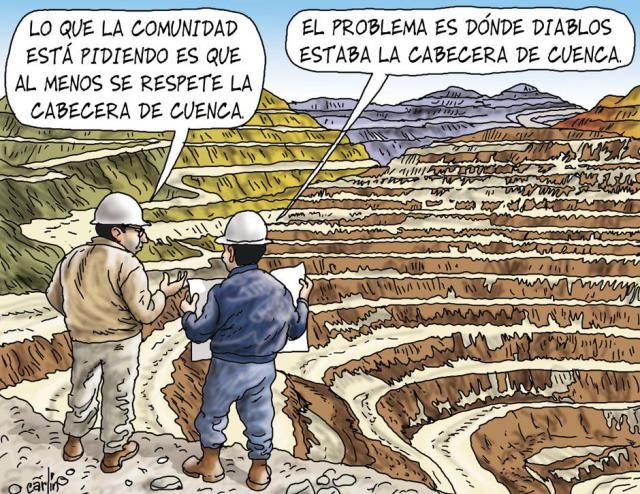 LO QUE LA COMUNIDAD
ESTÁ PIDIENDO ES QUE
AL MENOS SE RESPETE LA
CABECERA DE CUENCA.
EL PROBLEMA ES DÓNDE DIABLOS
ESTABA LA CABECERA DE CUENCA.
carlin